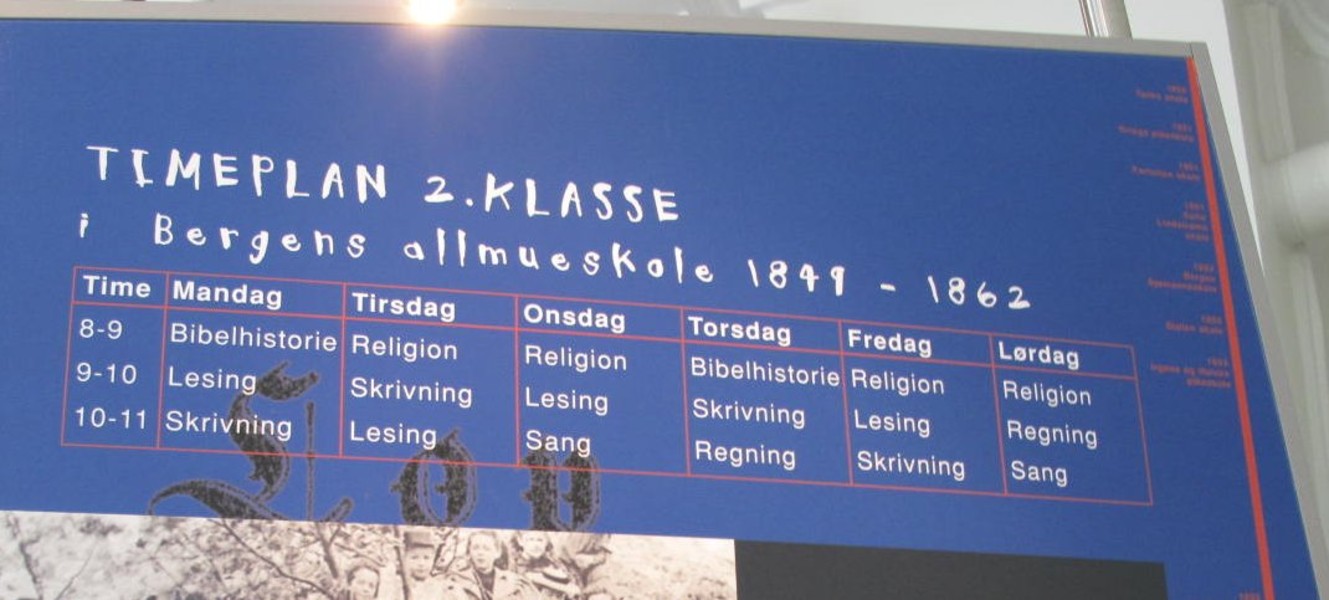 TIMEPLAN 2.KLASSE
i Bergens allmueskole 1849 - 1862
Time Mandag Tirsdag Onsdag Torsdag Fredag Lørdag
8-9 Bibelhistorie Religion Religion Bibelhistorie Religion Religion
9-10 Lesing Skrivning Lesing Skrivning Lesing Regning
10-11 Skrivning Lesing Sang Regning Skrivning Sang
Lov